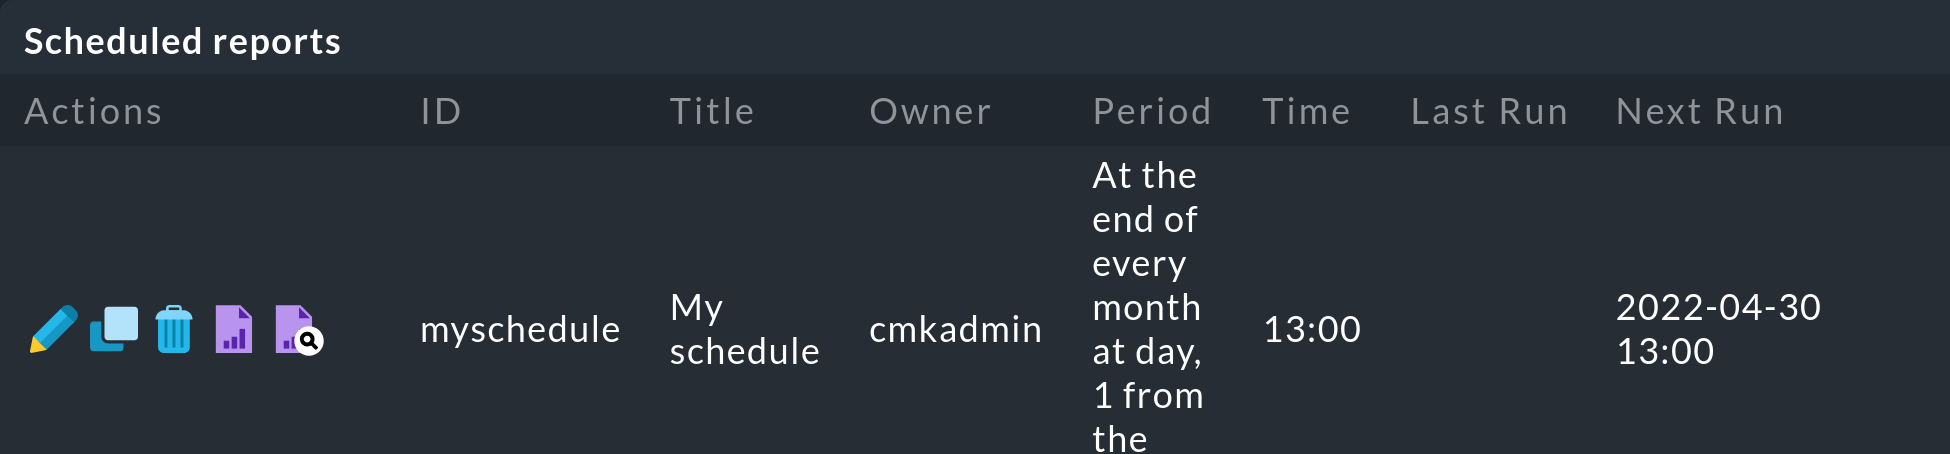 Scheduled reports
Actions ID Title Owner Period Time Last Run Next Run
At the
end of
every
My month 2022-04-30
myschedule cmkadmin 13:00
schedule at day, 13:00
1 from
the